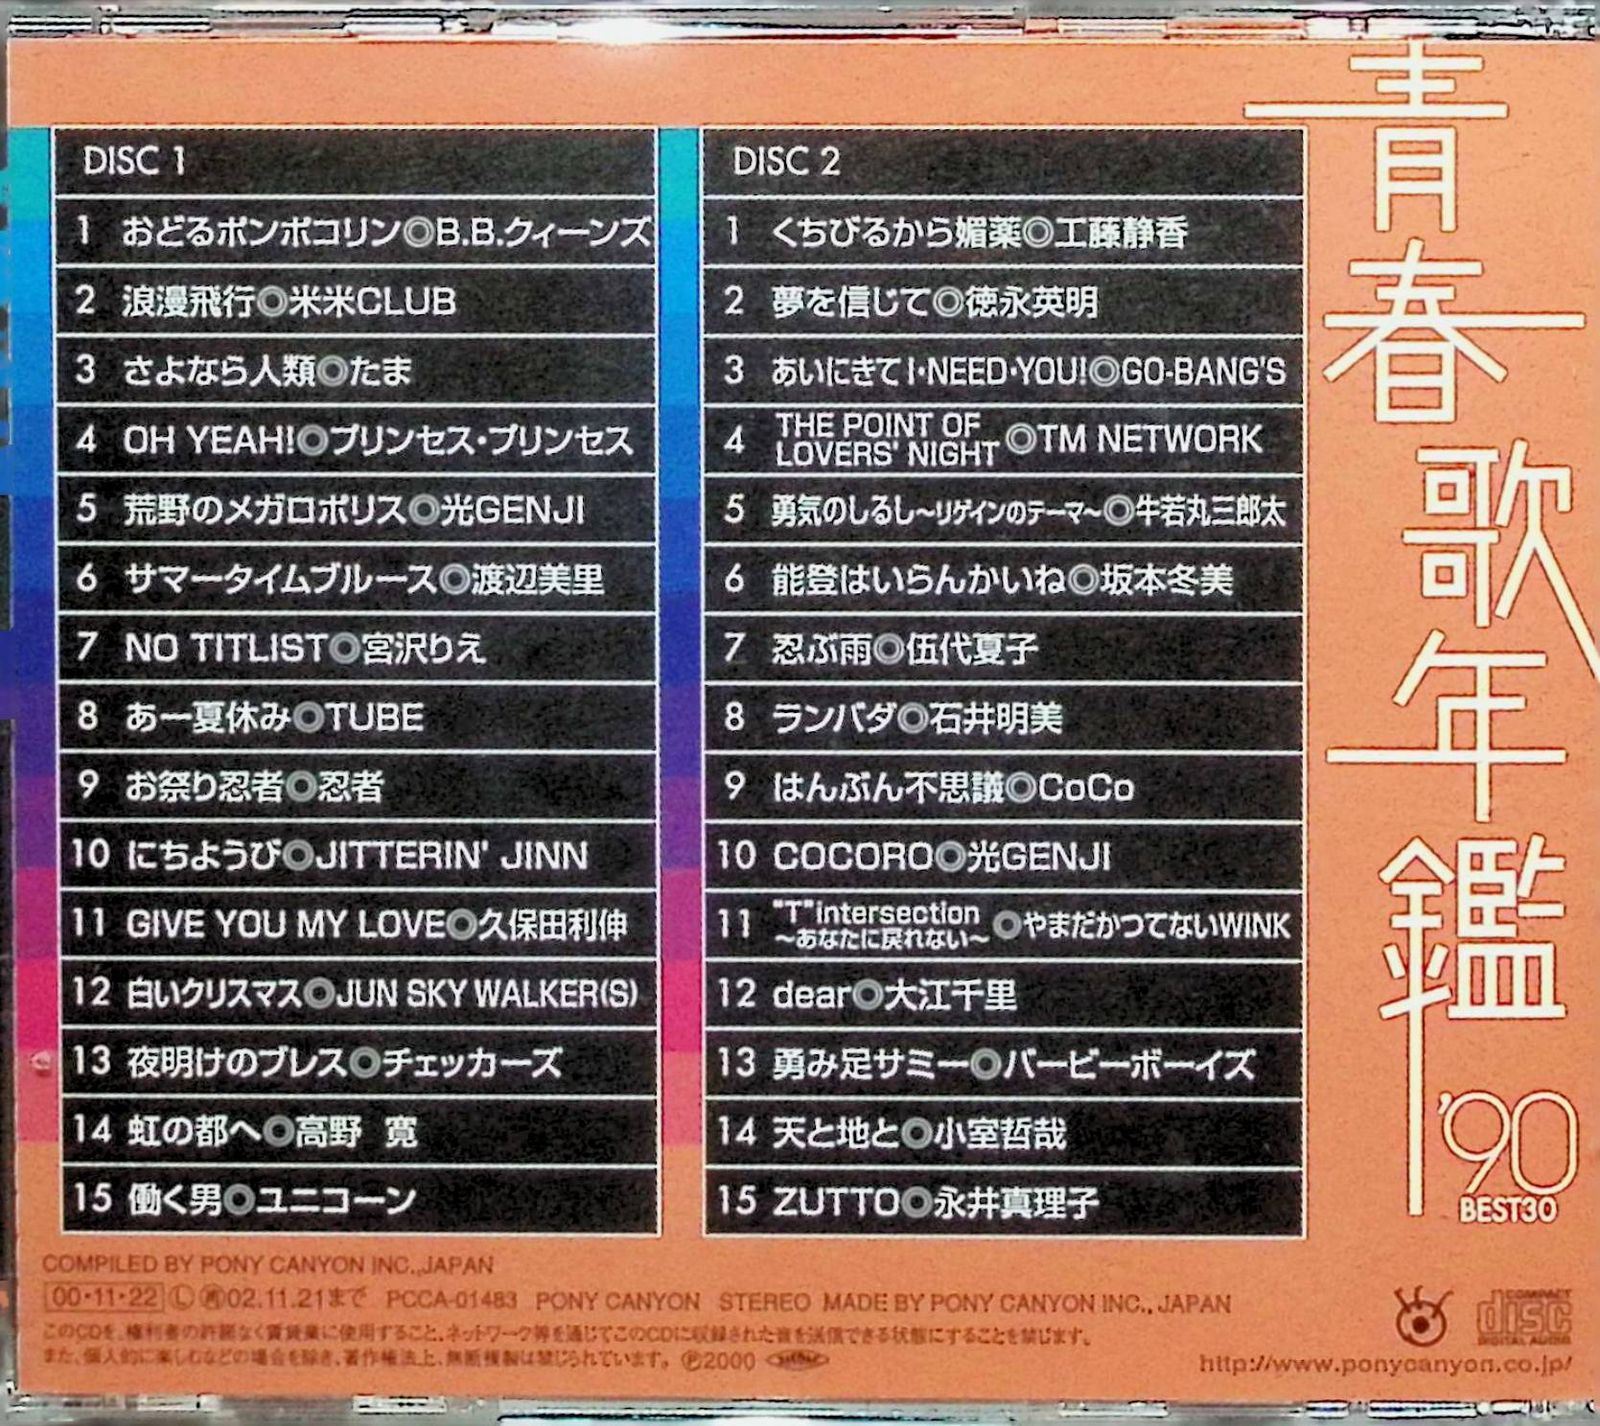 DISC 1
1 おどるポンポコリン◎B.B.クィーンズ
2 浪漫飛行◎米米CLUB
3 さよなら人類◎たま
4 OH YEAH!◎プリンセス・プリンセス
5 荒野のメガロポリス◎光GENJI
6 サマータイムブルース◎渡辺美里
7 NO TITLIST◎宮沢りえ
8 あー夏休み◎TUBE
9 お祭り忍者◎忍者
10 にちようび◎JITTERIN' JINN
11 GIVE YOU MY LOVE◎久保田利伸
12 白いクリスマス◎JUN SKY WALKER(S)
13 夜明けのブレス◎チェッカーズ
14 虹の都へ◎高野 寛
15 働く男◎ユニコーン
DISC 2
1 くちびるから媚薬◎工藤静香
2 夢を信じて◎徳永英明
3 あいにきて I・NEED・YOU!◎GO-BANG'S
4 THE POINT OF
LOVERS' NIGHT◎TM NETWORK
5 勇気のしるし〜リゲインのテーマ〜◎牛若丸三郎太
6 能登はいらんかいね◎坂本冬美
7 忍ぶ雨◎伍代夏子
8 ランバダ◎石井明美
9 はんぶん不思議◎CoCo
10 COCORO◎光GENJI
11 "T"intersection
〜あなたに戻れない〜◎やまだかつてないWINK
12 dear◎大江千里
13 勇み足サミー◎バービーボーイズ
14 天と地と◎小室哲哉
15 ZUTTO◎永井真理子
青春歌年鑑
'90
BEST30
COMPILED BY PONY CANYON INC.,JAPAN
00・11・22 Ⓛ 02.11.21まで PCCA-01483 PONY CANYON STEREO MADE BY PONY CANYON INC., JAPAN
このCDを、権利者の許諾なく賃貸業に使用すること、ネットワーク等を通じてこのCDに収録された音を送信できる状態にすることを禁じます。
また、個人的に楽しむなどの場合を除き、著作権法上、無断複製は禁じられています。 Ⓟ2000
COMPACT
disc
DIGITAL AUDIO
http://www.ponycanyon.co.jp/